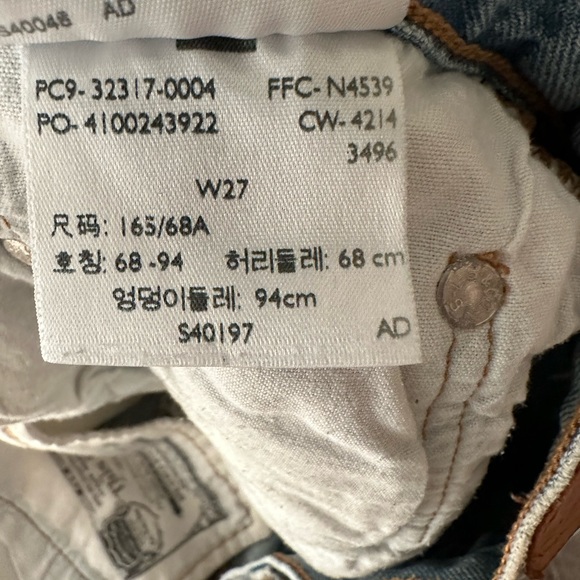 S40048 AD
PC9-32317-0004 FFC-N4539
PO-4100243922 CW-4214
3496
W27
尺码: 165/68A
호칭: 68-94 허리둘레: 68 cm
엉덩이둘레: 94cm
S40197 AD